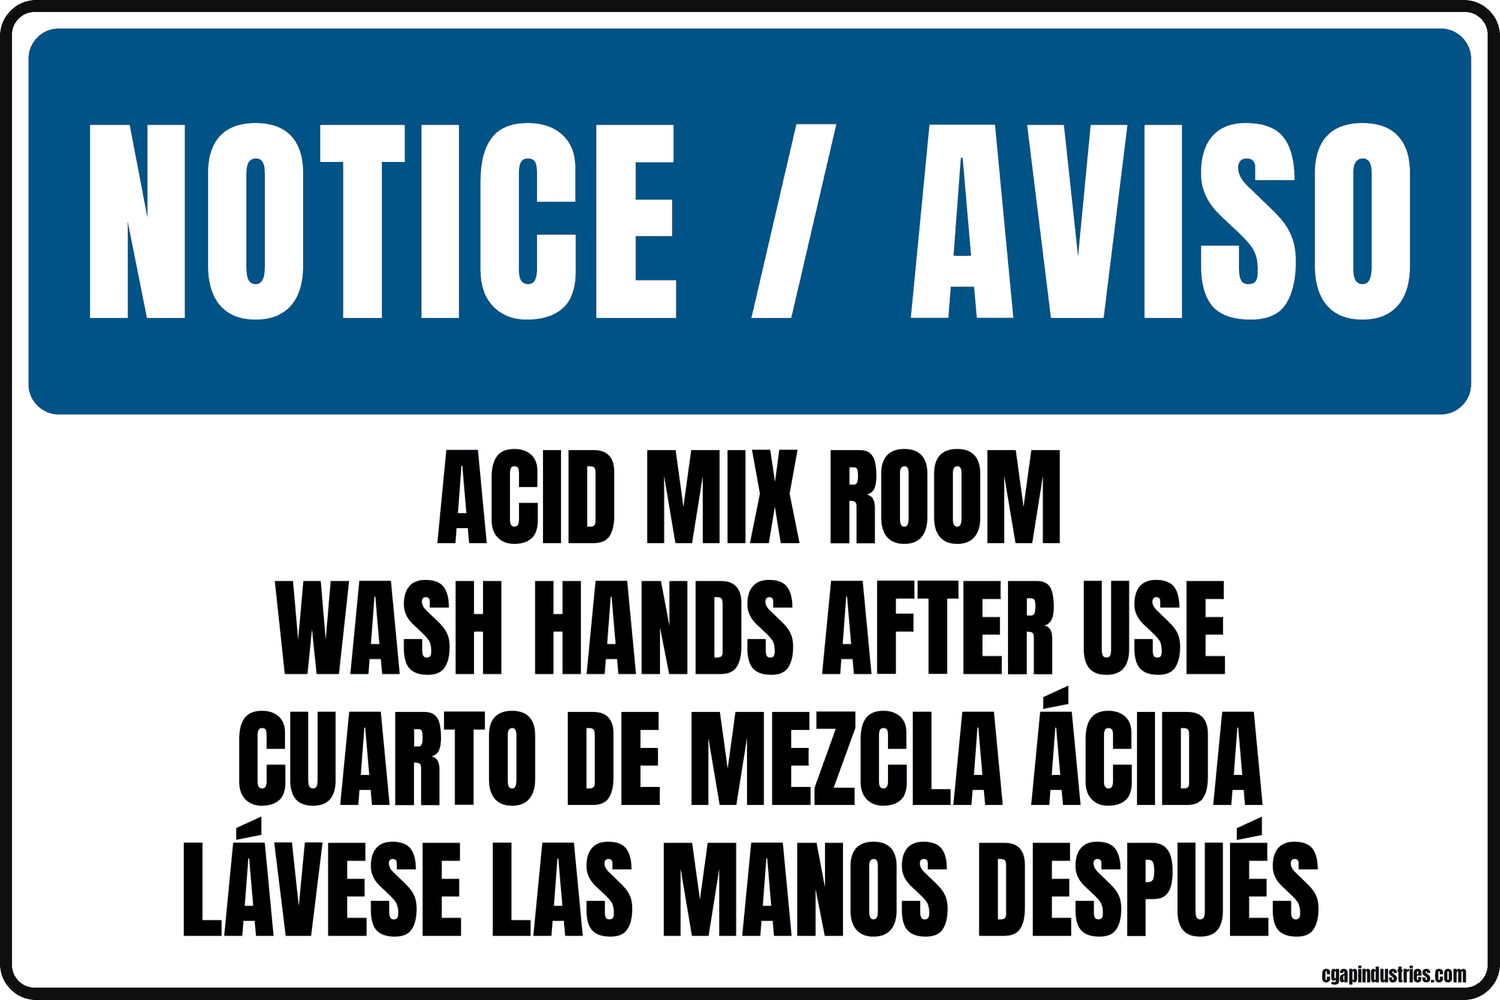 NOTICE / AVISO
ACID MIX ROOM
WASH HANDS AFTER USE
CUARTO DE MEZCLA ÁCIDA
LÁVESE LAS MANOS DESPUÉS
cgapindustries.com